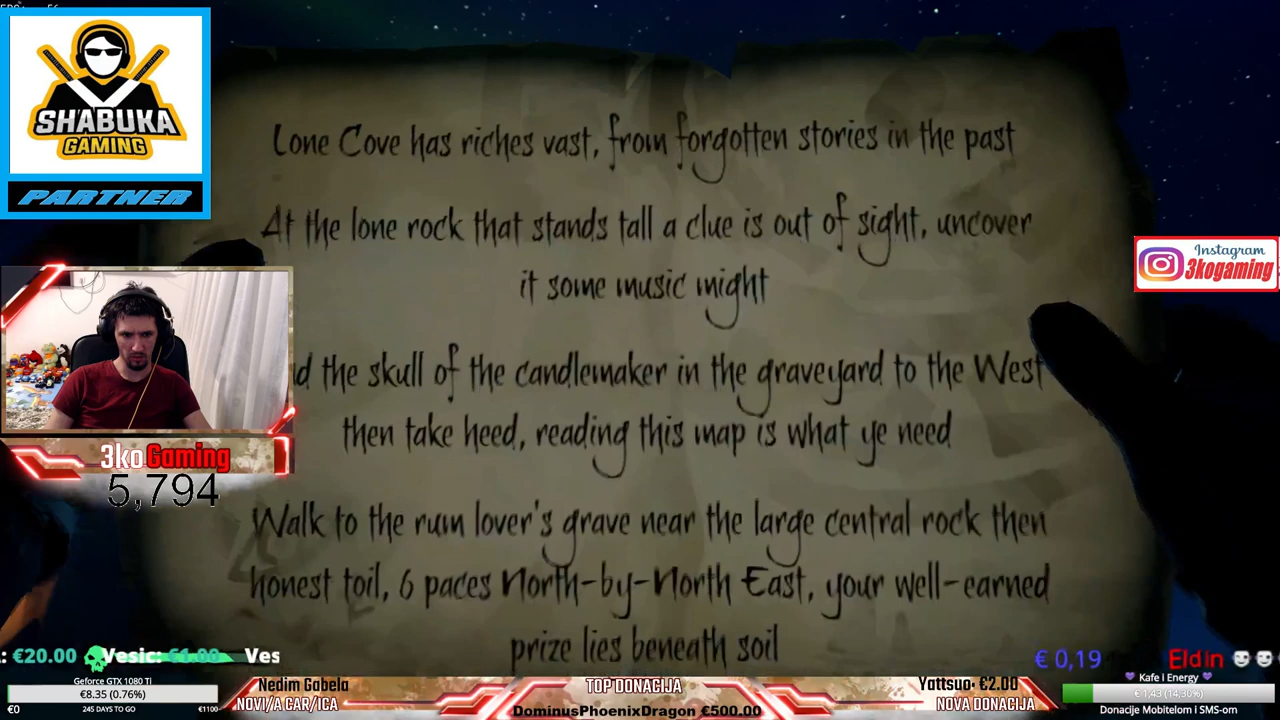 SHABUKA
GAMING
PARTNER
Lone Cove has riches vast, from forgotten stories in the past
At the lone rock that stands tall a clue is out of sight, uncover
it some music might
the skull of the candlemaker in the graveyard to the West
then take heed, reading this map is what ye need
Walk to the rum lover's grave near the large central rock then
honest toil, 6 paces North-by-North East, your well-earned
prize lies beneath soil
Instagram
3kogaming
3ko Gaming
5,794
€20.00
Vesic: €1.00
Ves
Geforce GTX 1080 Ti
€8.35 (0.76%)
€0
245 DAYS TO GO
€1100
Nedim Gabela
NOVI/A CAR/ICA
TOP DONACIJA
DominusPhoenixDragon €500.00
Yattsuo: €2.00
NOVA DONACIJA
€ 0,19
Eldin
Kafe I Energy
€ 1,43 (14,30%)
Donacije Mobitelom i SMS-om